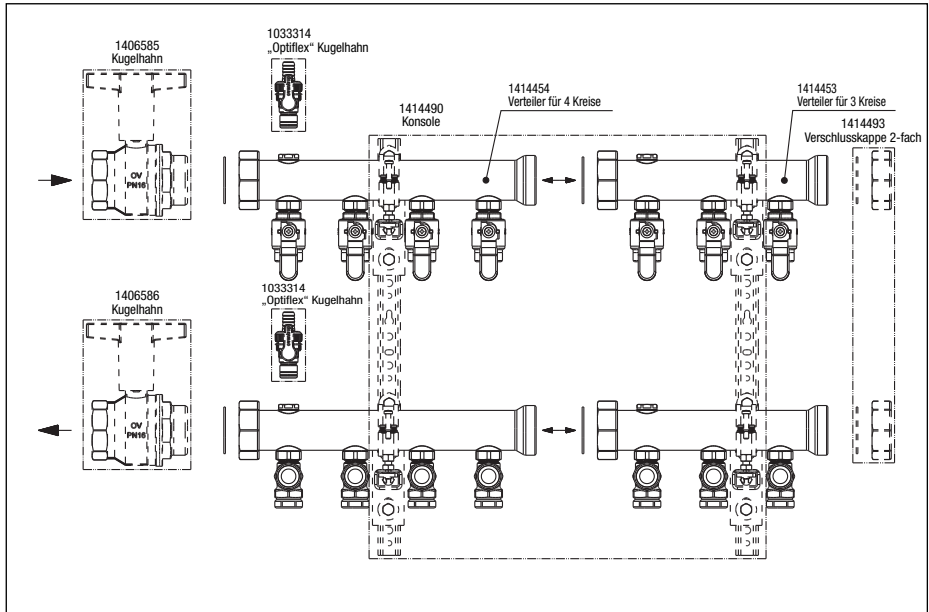 1406585
Kugelhahn
1033314
„Optiflex“ Kugelhahn
1414490
Konsole
1414454
Verteiler für 4 Kreise
1414453
Verteiler für 3 Kreise
1414493
Verschlusskappe 2-fach
OV
PN16
1406586
Kugelhahn
1033314
„Optiflex“ Kugelhahn
OV
PN16